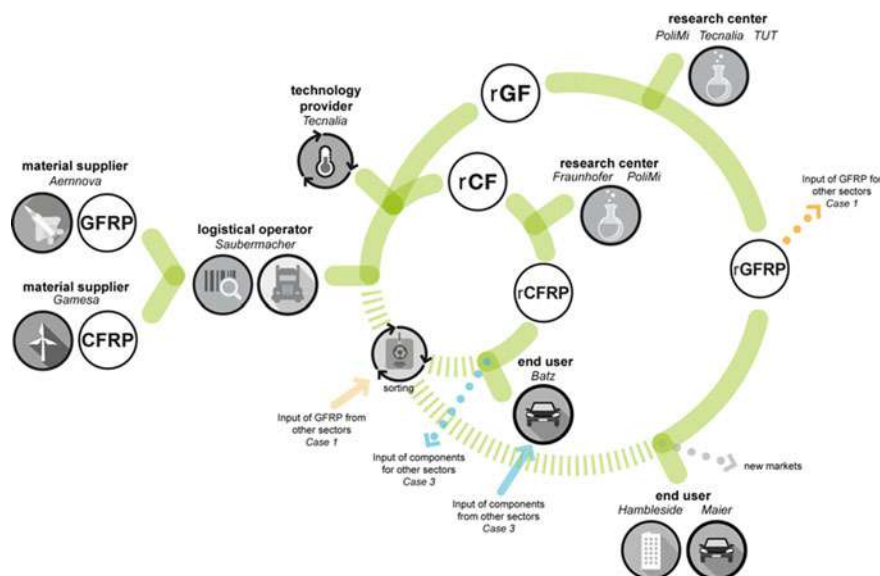 research center
PoliMi Tecnalia TUT
technology
provider
Tecnalia
rGF
material supplier
Aernnova
GFRP
rCF
research center
Fraunhofer PoliMi
Input of GFRP for
other sectors
Case 1
logistical operator
Saubermacher
material supplier
Gamesa
CFRP
rCFRP
rGFRP
sorting
end user
Batz
Input of GFRP from
other sectors
Case 1
Input of components
for other sectors
Case 3
Input of components
from other sectors
Case 3
new markets
end user
Hambleside Maier